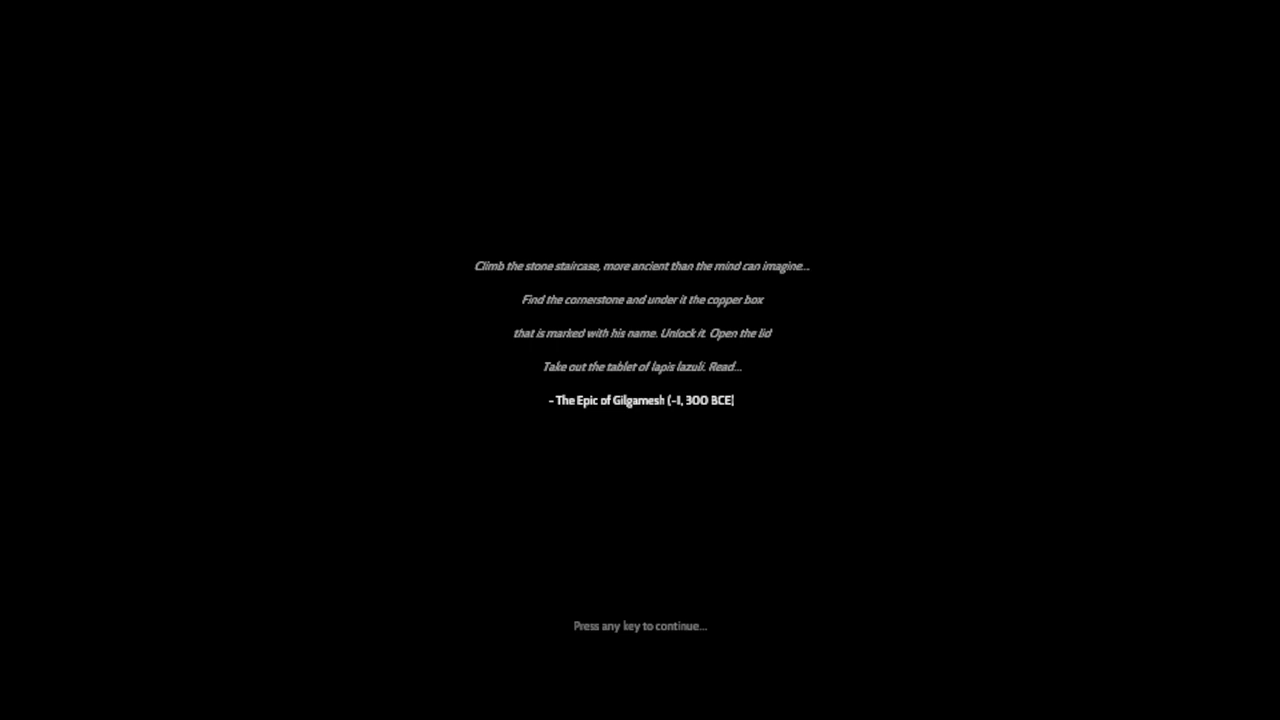 Climb the stone staircase, more ancient than the mind can imagine...
Find the cornerstone and under it the copper box
that is marked with his name. Unlock it. Open the lid
Take out the tablet of lapis lazuli. Read...
- The Epic of Gilgamesh (~1, 300 BCE)
Press any key to continue...